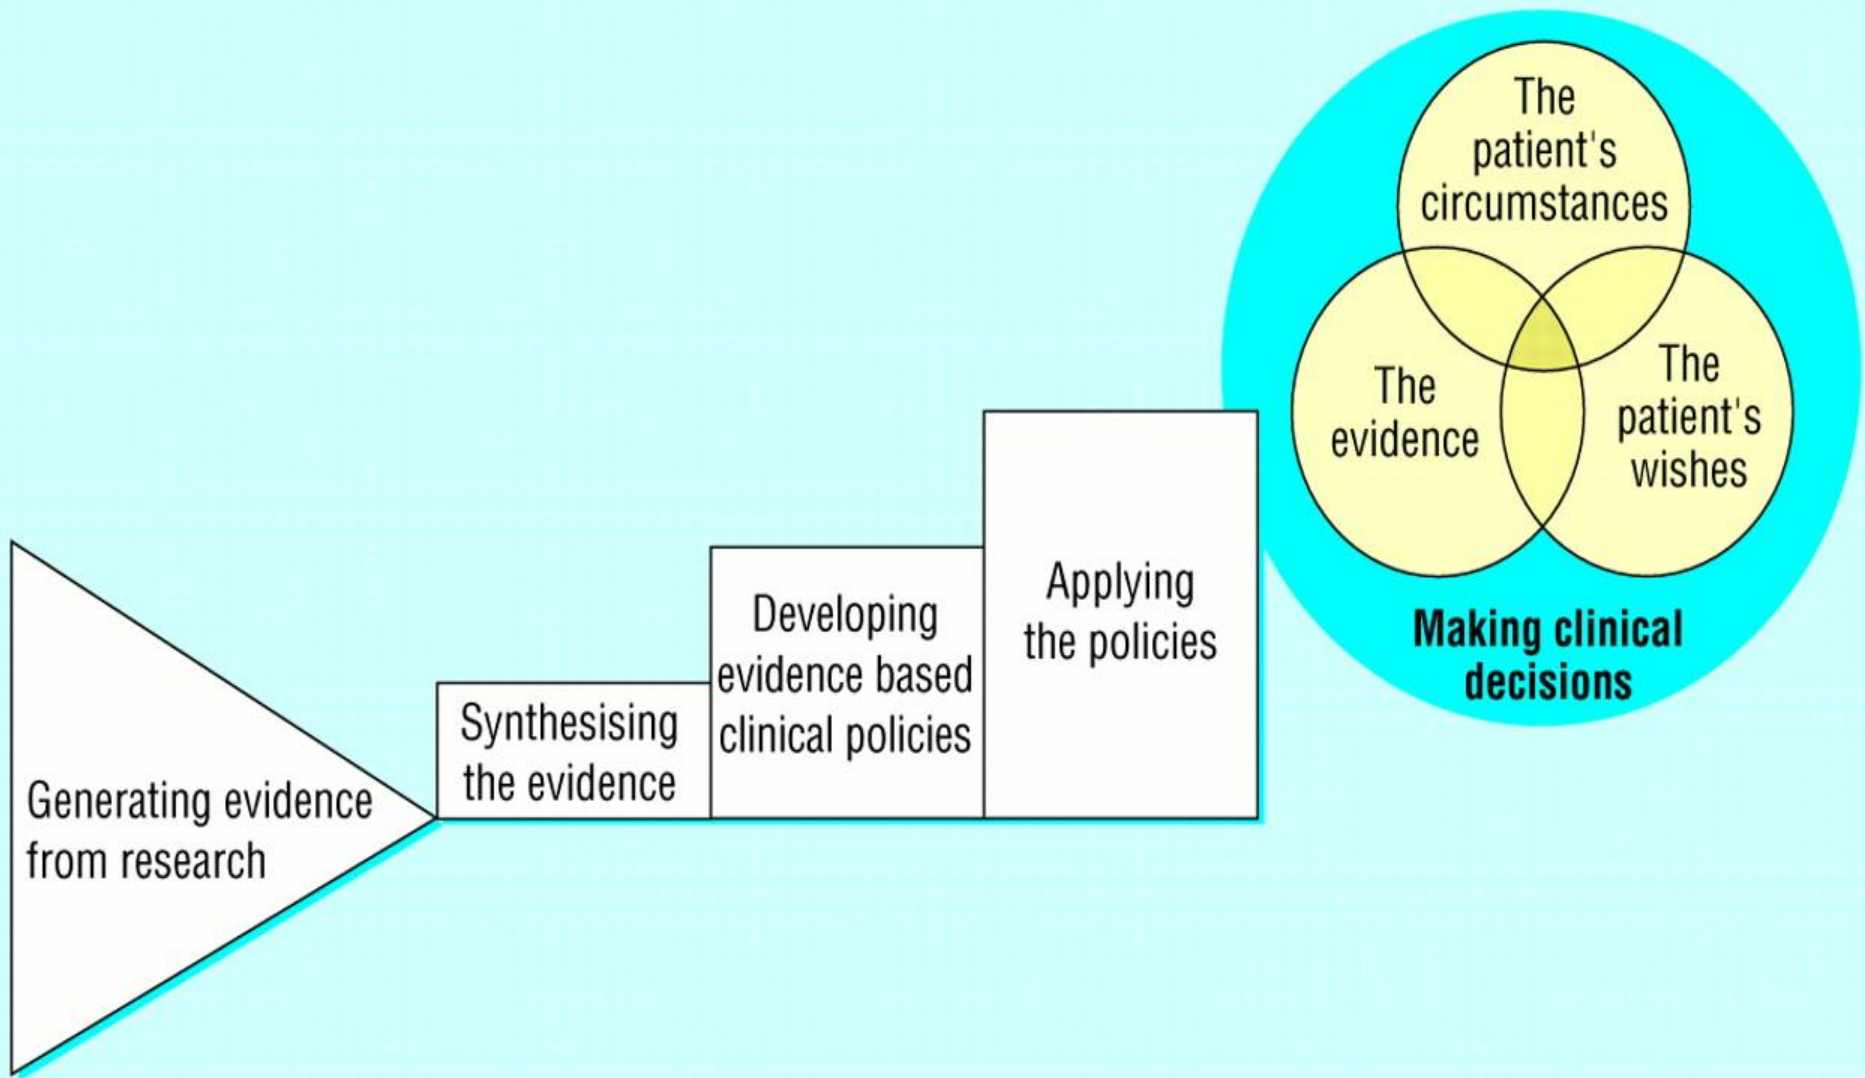 Generating evidence
from research
Synthesising
the evidence
Developing
evidence based
clinical policies
Applying
the policies
The
patient's
circumstances
The
evidence
The
patient's
wishes
Making clinical
decisions